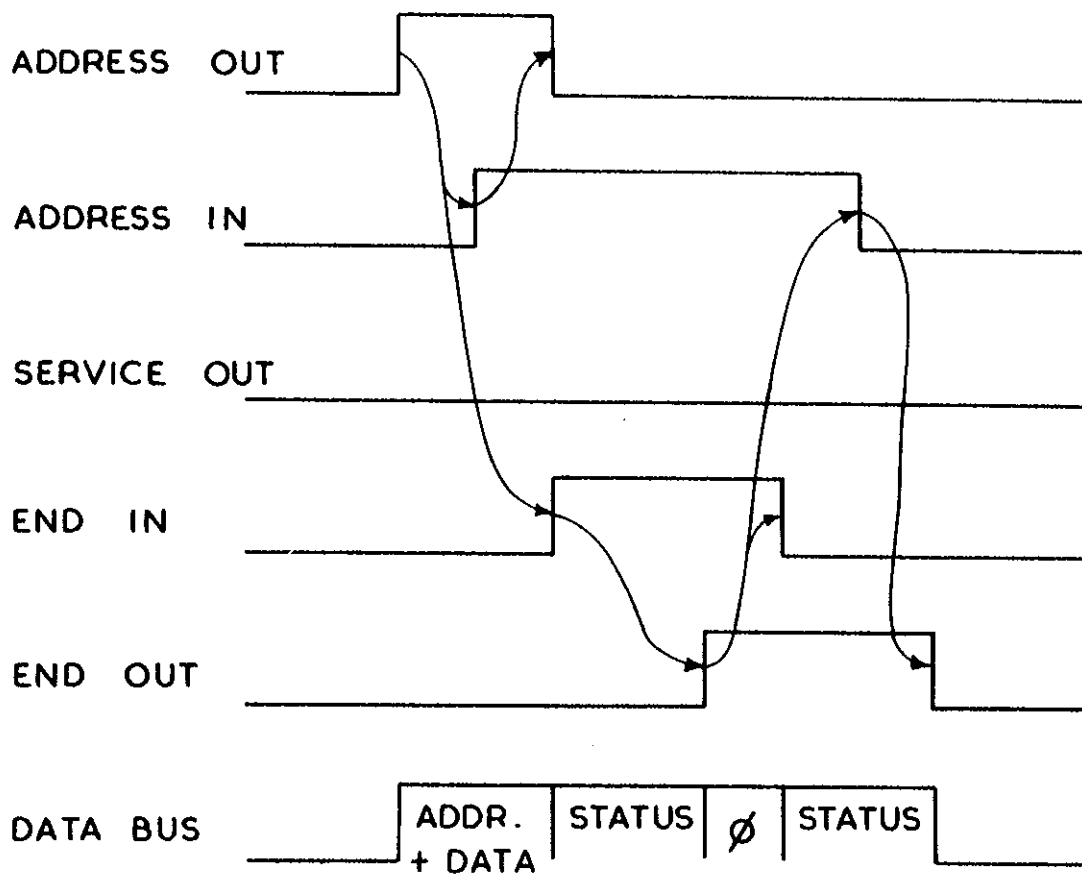 ADDRESS OUT
ADDRESS IN
SERVICE OUT
END IN
END OUT
DATA BUS
ADDR.
+ DATA
STATUS
Ø
STATUS